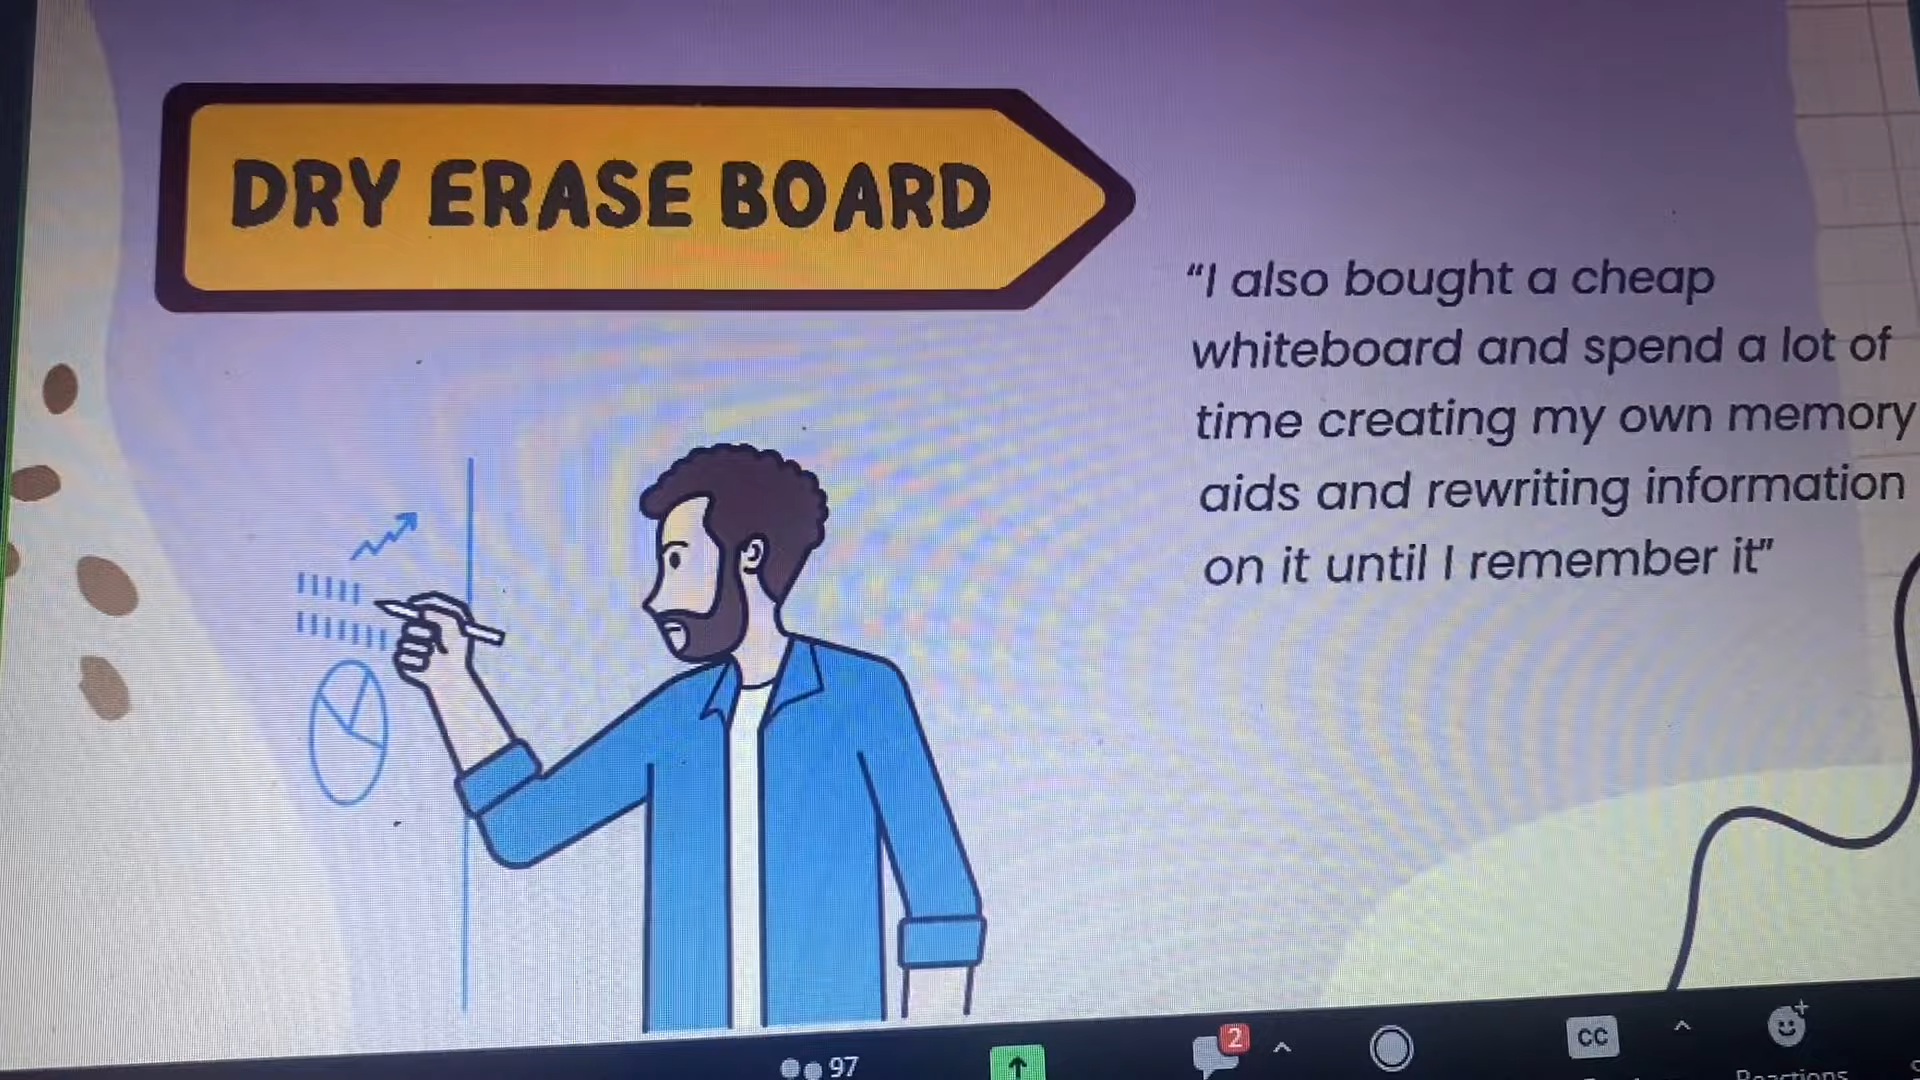 DRY ERASE BOARD
“I also bought a cheap
whiteboard and spend a lot of
time creating my own memory
aids and rewriting information
on it until I remember it”
97
2
CC
Reactions